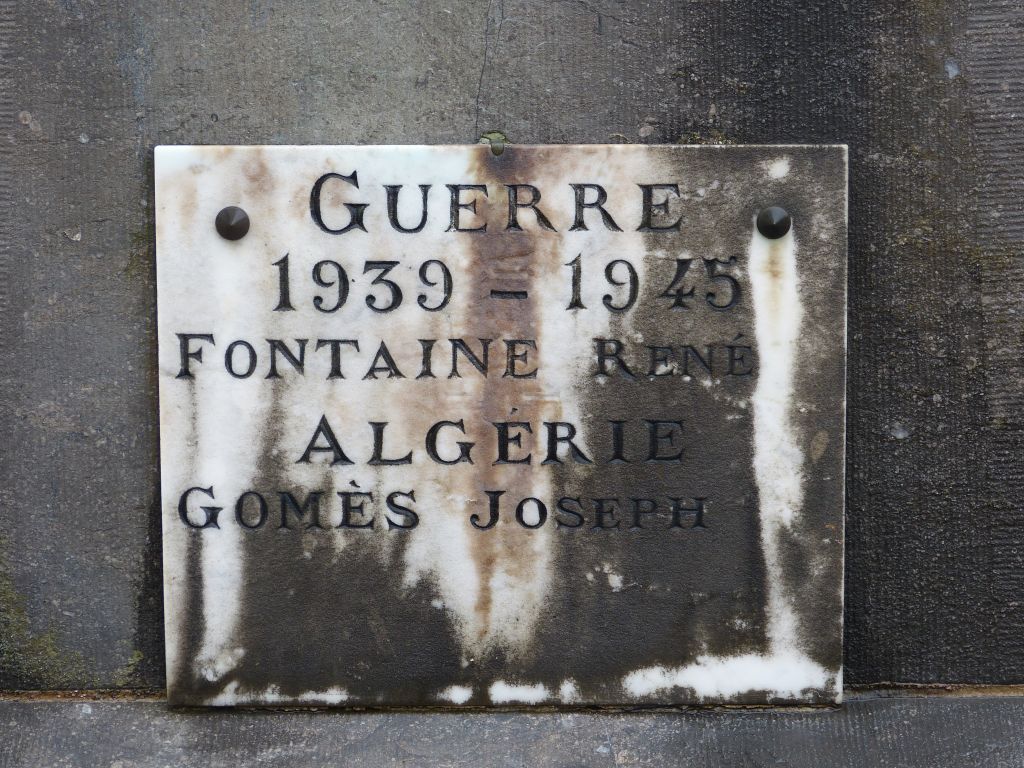 GUERRE
1939 - 1945
FONTAINE RENÉ
ALGÉRIE
GOMÈS JOSEPH